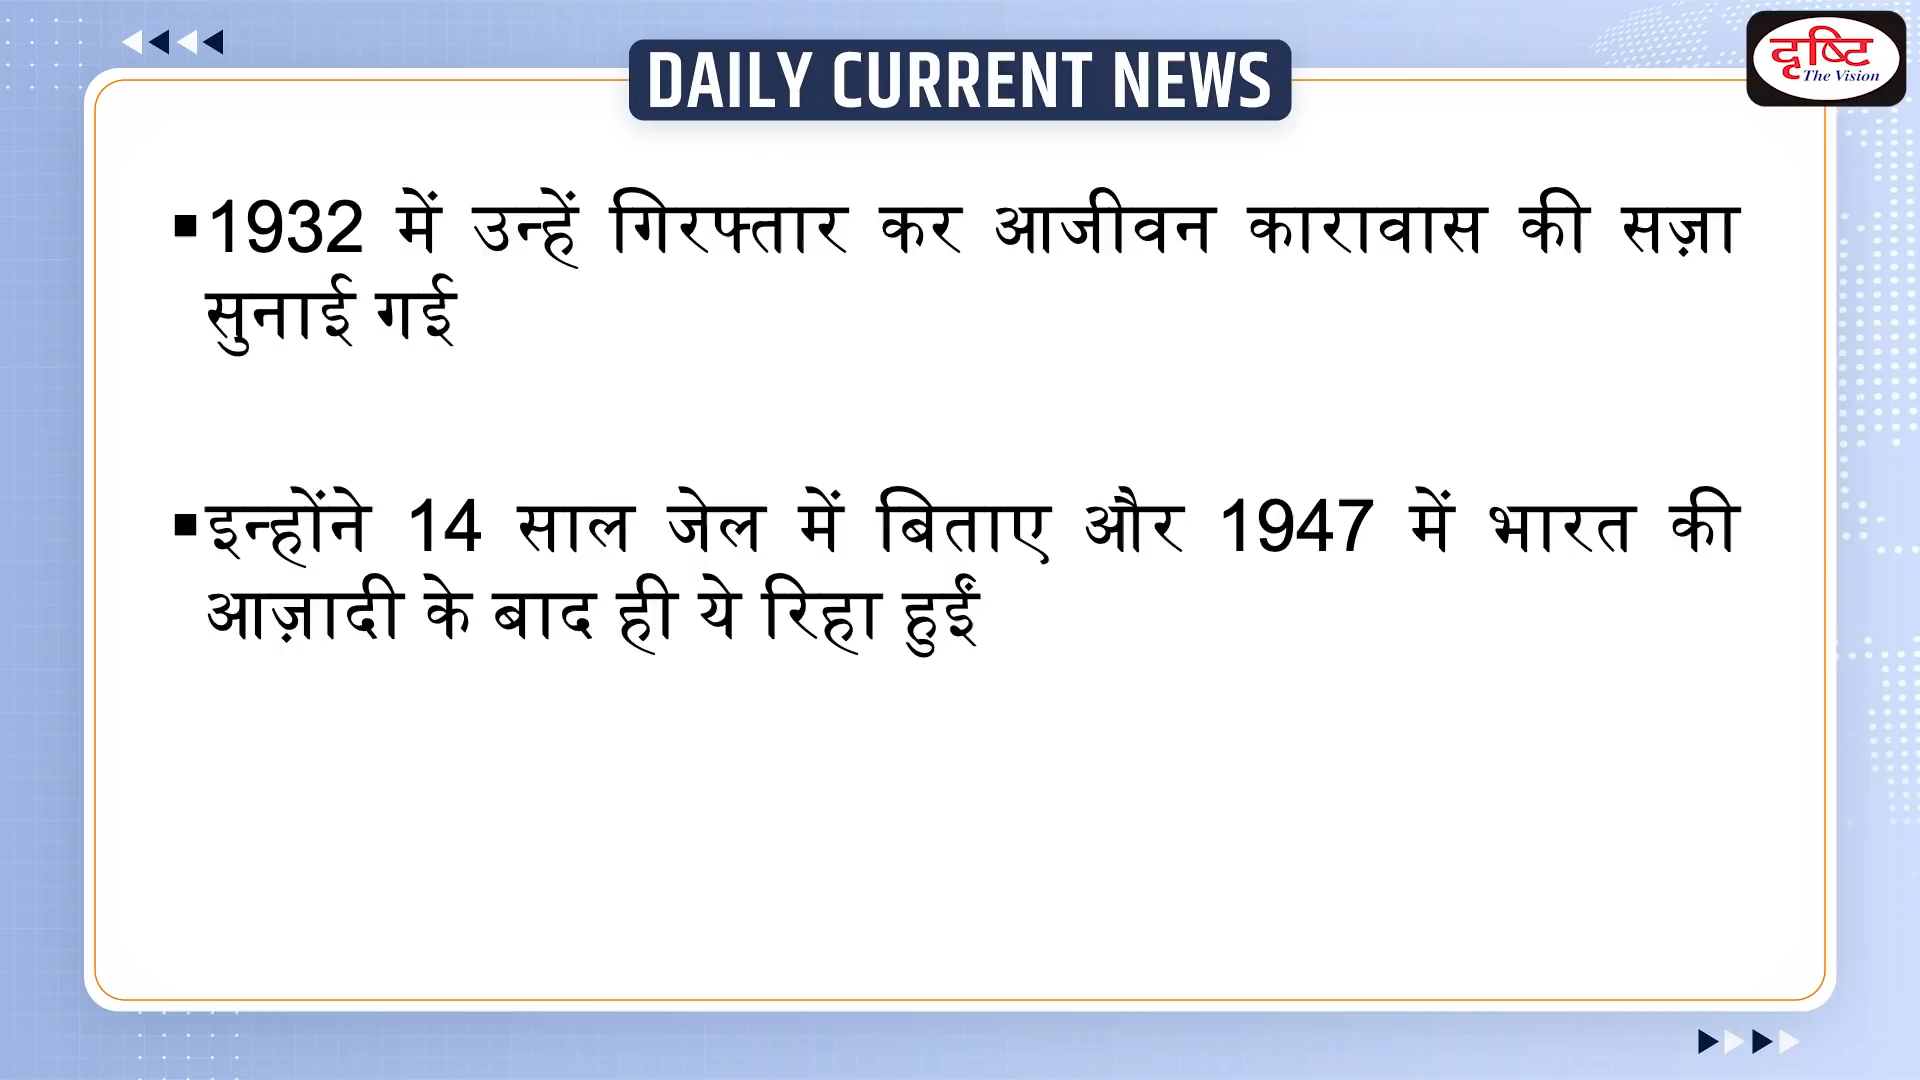 DAILY CURRENT NEWS
दृष्टि
The Vision
▪1932 में उन्हें गिरफ्तार कर आजीवन कारावास की सज़ा
सुनाई गई
▪इन्होंने 14 साल जेल में बिताए और 1947 में भारत की
आज़ादी के बाद ही ये रिहा हुईं